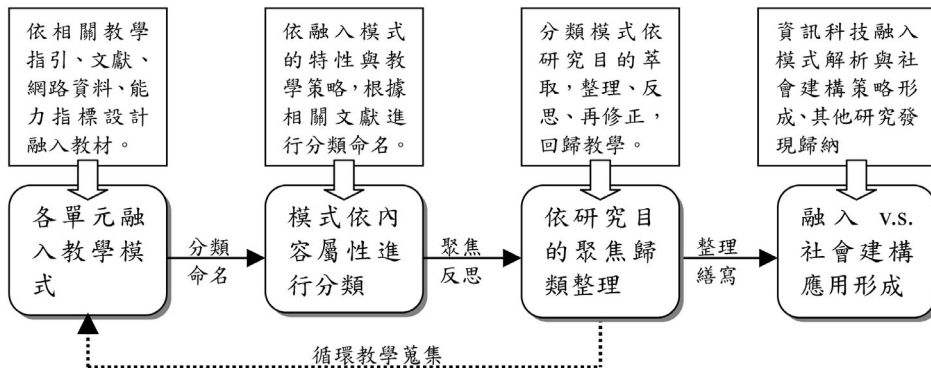 依相關教學
指引、文獻、
網路資料、能
力指標設計
融入教材。
依融入模式
的特性與教
學策略,根據
相關文獻進
行分類命名。
分類模式依
研究目的萃
取,整理、反
思、再修正,
回歸教學。
資訊科技融入
模式解析與社
會建構策略形
成、其他研究發
現歸納
各單元融
入教學模
式
分類
命名
模式依內
容屬性進
行分類
聚焦
反思
依研究目
的聚焦歸
類整理
整理
繕寫
融入 v.s.
社會建構
應用形成
循環教學蒐集